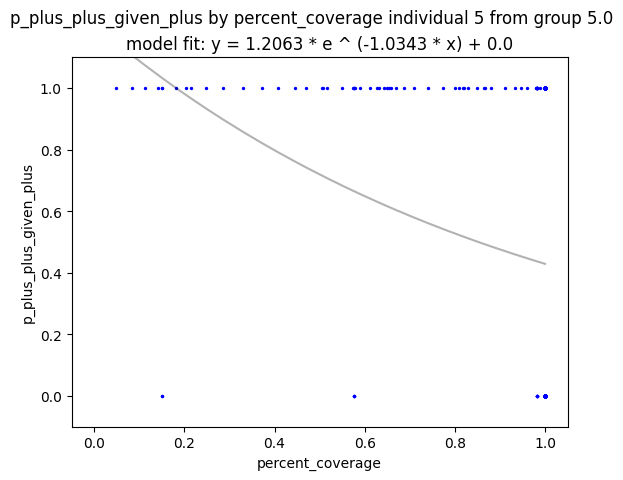 p_plus_plus_given_plus by percent_coverage individual 5 from group 5.0
model fit: y = 1.2063 * e ^ (-1.0343 * x) + 0.0
p_plus_plus_given_plus
1.0
0.8
0.6
0.4
0.2
0.0
0.0 0.2 0.4 0.6 0.8 1.0
percent_coverage